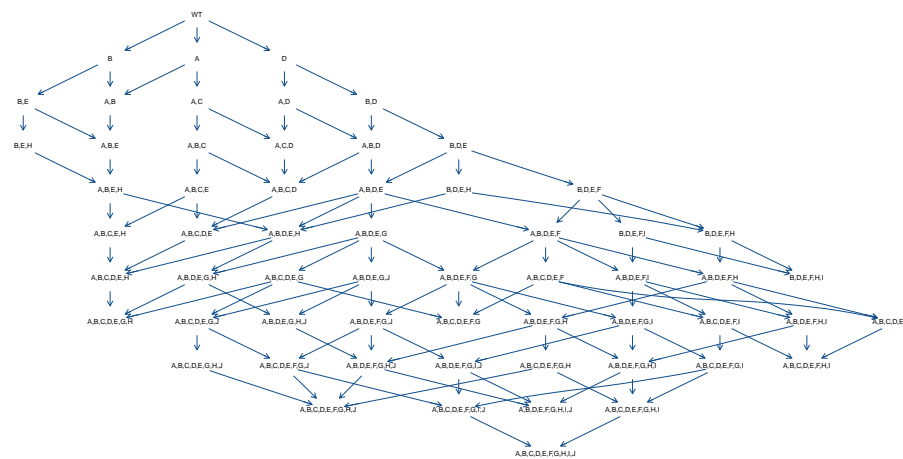 WT
B A D
B,E A,B A,C A,D B,D
B,E,H A,B,E A,B,C A,C,D A,B,D B,D,E
A,B,E,H A,B,C,E A,B,C,D A,B,D,E B,D,E,H B,D,E,F
A,B,C,E,H A,B,C,D,E A,B,D,E,H A,B,D,E,G A,B,D,E,F B,D,E,F,I B,D,E,F,H
A,B,C,D,E,H A,B,D,E,G,H A,B,C,D,E,G A,B,D,E,G,J A,B,D,E,F,G A,B,C,D,E,F A,B,D,E,F,I A,B,D,E,F,H B,D,E,F,H,I
A,B,C,D,E,G,H A,B,C,D,E,G,J A,B,D,E,G,H,J A,B,D,E,F,G,J A,B,C,D,E,F,G A,B,D,E,F,G,H A,B,D,E,F,G,I A,B,C,D,E,F,I A,B,D,E,F,H,I A,B,C,D,E
A,B,C,D,E,G,H,J A,B,C,D,E,F,G,J A,B,D,E,F,G,H,J A,B,D,E,F,G,I,J A,B,C,D,E,F,G,H A,B,D,E,F,G,H,I A,B,C,D,E,F,G,I A,B,C,D,E,F,H,I
A,B,C,D,E,F,G,H,J A,B,C,D,E,F,G,I,J A,B,D,E,F,G,H,I,J A,B,C,D,E,F,G,H,I
A,B,C,D,E,F,G,H,I,J